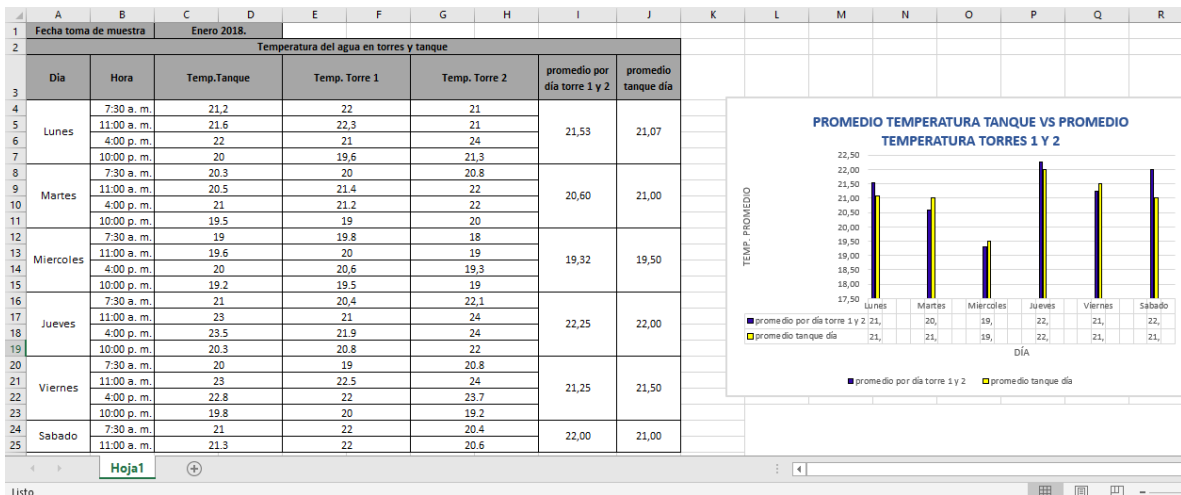 A B C D E F G H I J K L M N O P Q R
1 Fecha toma de muestra Enero 2018.
2 Temperatura del agua en torres y tanque
3 Dia Hora Temp.Tanque Temp. Torre 1 Temp. Torre 2 promedio por día torre 1 y 2 promedio tanque día
4 Lunes 7:30 a. m. 21,2 22 21 21,53 21,07
5 11:00 a. m. 21.6 22,3 21
6 4:00 p. m. 22 21 24
7 10:00 p. m. 20 19,6 21,3
8 Martes 7:30 a. m. 20.3 20 20.8 20,60 21,00
9 11:00 a. m. 20.5 21.4 22
10 4:00 p. m. 21 21.2 22
11 10:00 p. m. 19.5 19 20
12 Miercoles 7:30 a. m. 19 19.8 18 19,32 19,50
13 11:00 a. m. 19.6 20 19
14 4:00 p. m. 20 20,6 19,3
15 10:00 p. m. 19.2 19.5 19
16 Jueves 7:30 a. m. 21 20,4 22,1 22,25 22,00
17 11:00 a. m. 23 21 24
18 4:00 p. m. 23.5 21.9 24
19 10:00 p. m. 20.3 20.8 22
20 Viernes 7:30 a. m. 20 19 20.8 21,25 21,50
21 11:00 a. m. 23 22.5 24
22 4:00 p. m. 22.8 22 23.7
23 10:00 p. m. 19.8 20 19.2
24 Sabado 7:30 a. m. 21 22 20.4 22,00 21,00
25 11:00 a. m. 21.3 22 20.6
PROMEDIO TEMPERATURA TANQUE VS PROMEDIO
TEMPERATURA TORRES 1 Y 2
TEMP. PROMEDIO
22,50
22,00
21,50
21,00
20,50
20,00
19,50
19,00
18,50
18,00
17,50
Lunes Martes Miercoles Jueves Viernes Sabado
promedio por día torre 1 y 2 21, 20, 19, 22, 21, 22,
promedio tanque día 21, 21, 19, 22, 21, 21,
DÍA
promedio por día torre 1 y 2 promedio tanque día
Hoja1
Listo